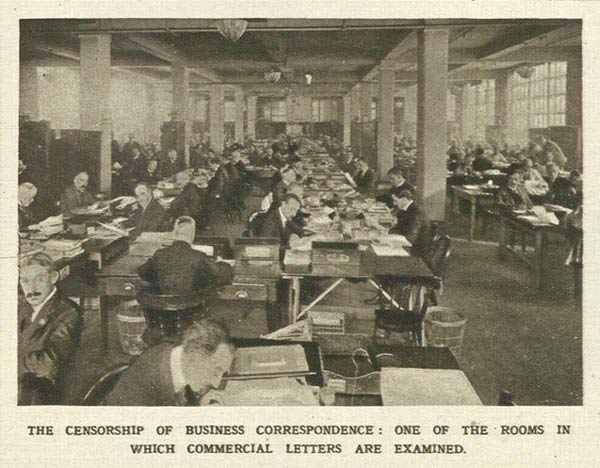 THE CENSORSHIP OF BUSINESS CORRESPONDENCE: ONE OF THE ROOMS IN
WHICH COMMERCIAL LETTERS ARE EXAMINED.